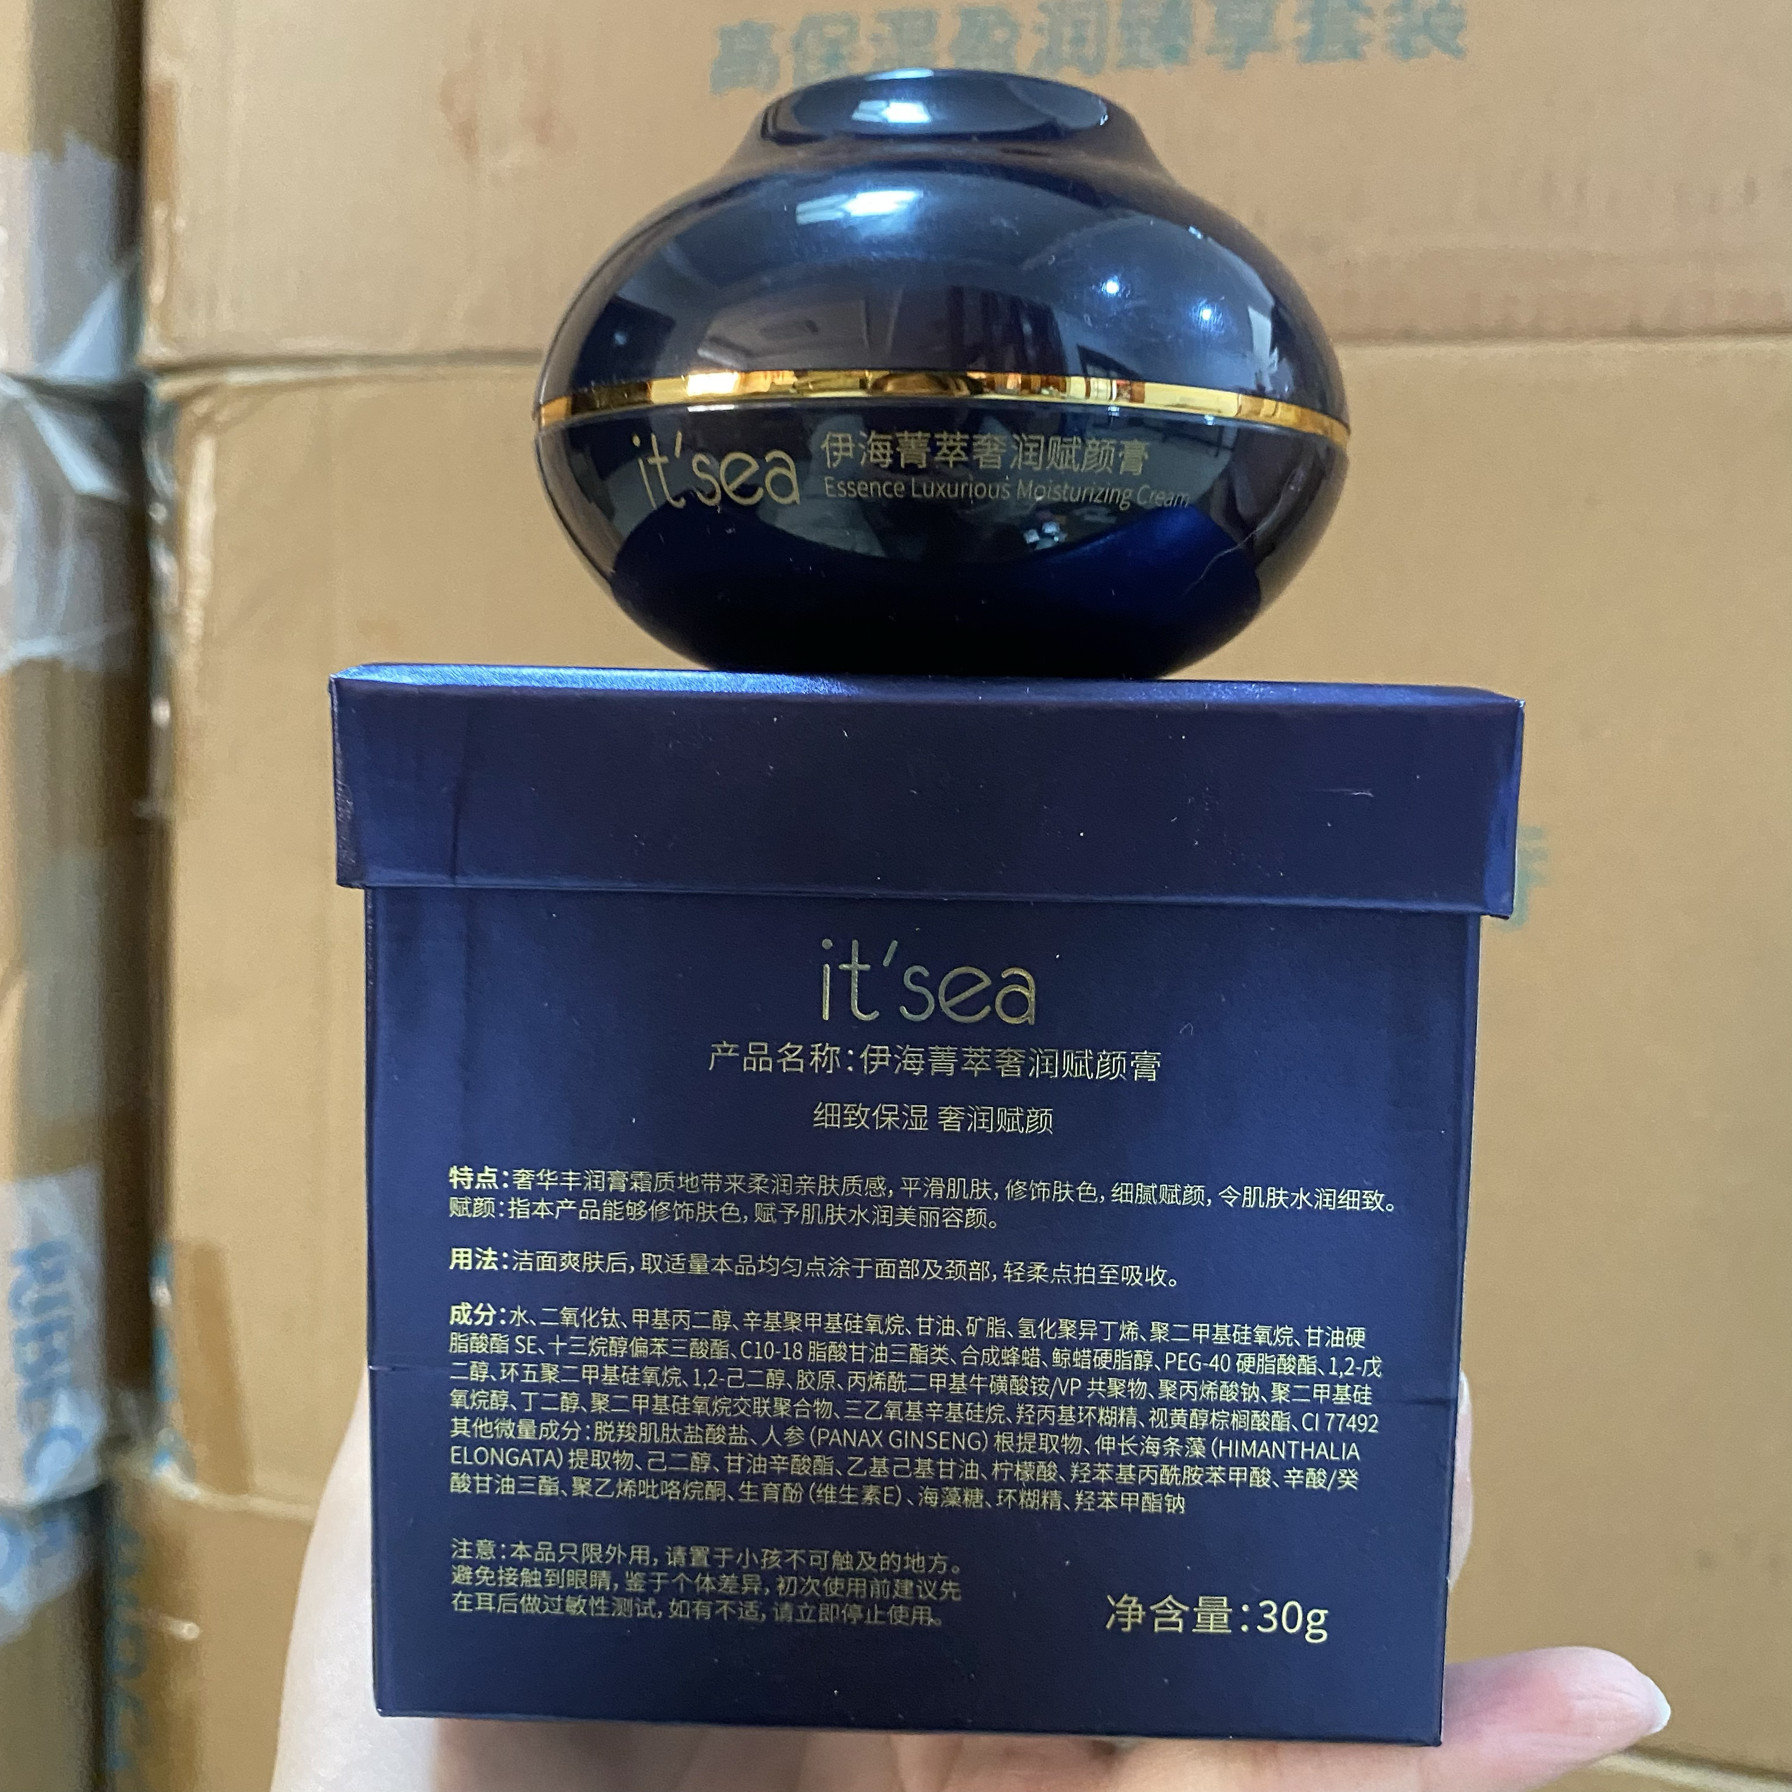 高保湿盈润臻享套装
it'sea
伊海菁萃奢润赋颜膏
Essence Luxurious Moisturizing Cream
it'sea
产品名称：伊海菁萃奢润赋颜膏
细致保湿 奢润赋颜
特点：奢华丰润膏霜质地带来柔润亲肤质感，平滑肌肤，修饰肤色，细腻赋颜，令肌肤水润细致。
赋颜：指本产品能够修饰肤色，赋予肌肤水润美丽容颜。
用法：洁面爽肤后，取适量本品均匀点涂于面部及颈部，轻柔点拍至吸收。
成分：水、二氧化钛、甲基丙二醇、辛基聚甲基硅氧烷、甘油、矿脂、氢化聚异丁烯、聚二甲基硅氧烷、甘油硬
脂酸酯 SE、十三烷醇偏苯三酸酯、C10-18 脂酸甘油三酯类、合成蜂蜡、鲸蜡硬脂醇、PEG-40 硬脂酸酯、1,2-戊
二醇、环五聚二甲基硅氧烷、1,2-己二醇、胶原、丙烯酰二甲基牛磺酸铵/VP 共聚物、聚丙烯酸钠、聚二甲基硅
氧烷醇、丁二醇、聚二甲基硅氧烷交联聚合物、三乙氧基辛基硅烷、羟丙基环糊精、视黄醇棕榈酸酯、CI 77492
其他微量成分：脱羧肌肽盐酸盐、人参（PANAX GINSENG）根提取物、伸长海条藻（HIMANTHALIA
ELONGATA）提取物、己二醇、甘油辛酸酯、乙基己基甘油、柠檬酸、羟苯基丙酰胺苯甲酸、辛酸/癸
酸甘油三酯、聚乙烯吡咯烷酮、生育酚（维生素E）、海藻糖、环糊精、羟苯甲酯钠
注意：本品只限外用，请置于小孩不可触及的地方。
避免接触到眼睛，鉴于个体差异，初次使用前建议先
在耳后做过敏性测试，如有不适，请立即停止使用。
净含量：30g